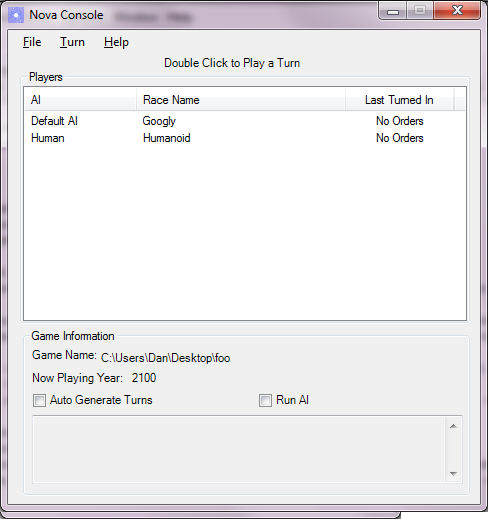 Nova Console
File Turn Help
Double Click to Play a Turn
Players
AI Race Name Last Turned In
Default AI Googly No Orders
Human Humanoid No Orders
Game Information
Game Name: C:\Users\Dan\Desktop\foo
Now Playing Year: 2100
Auto Generate Turns Run AI